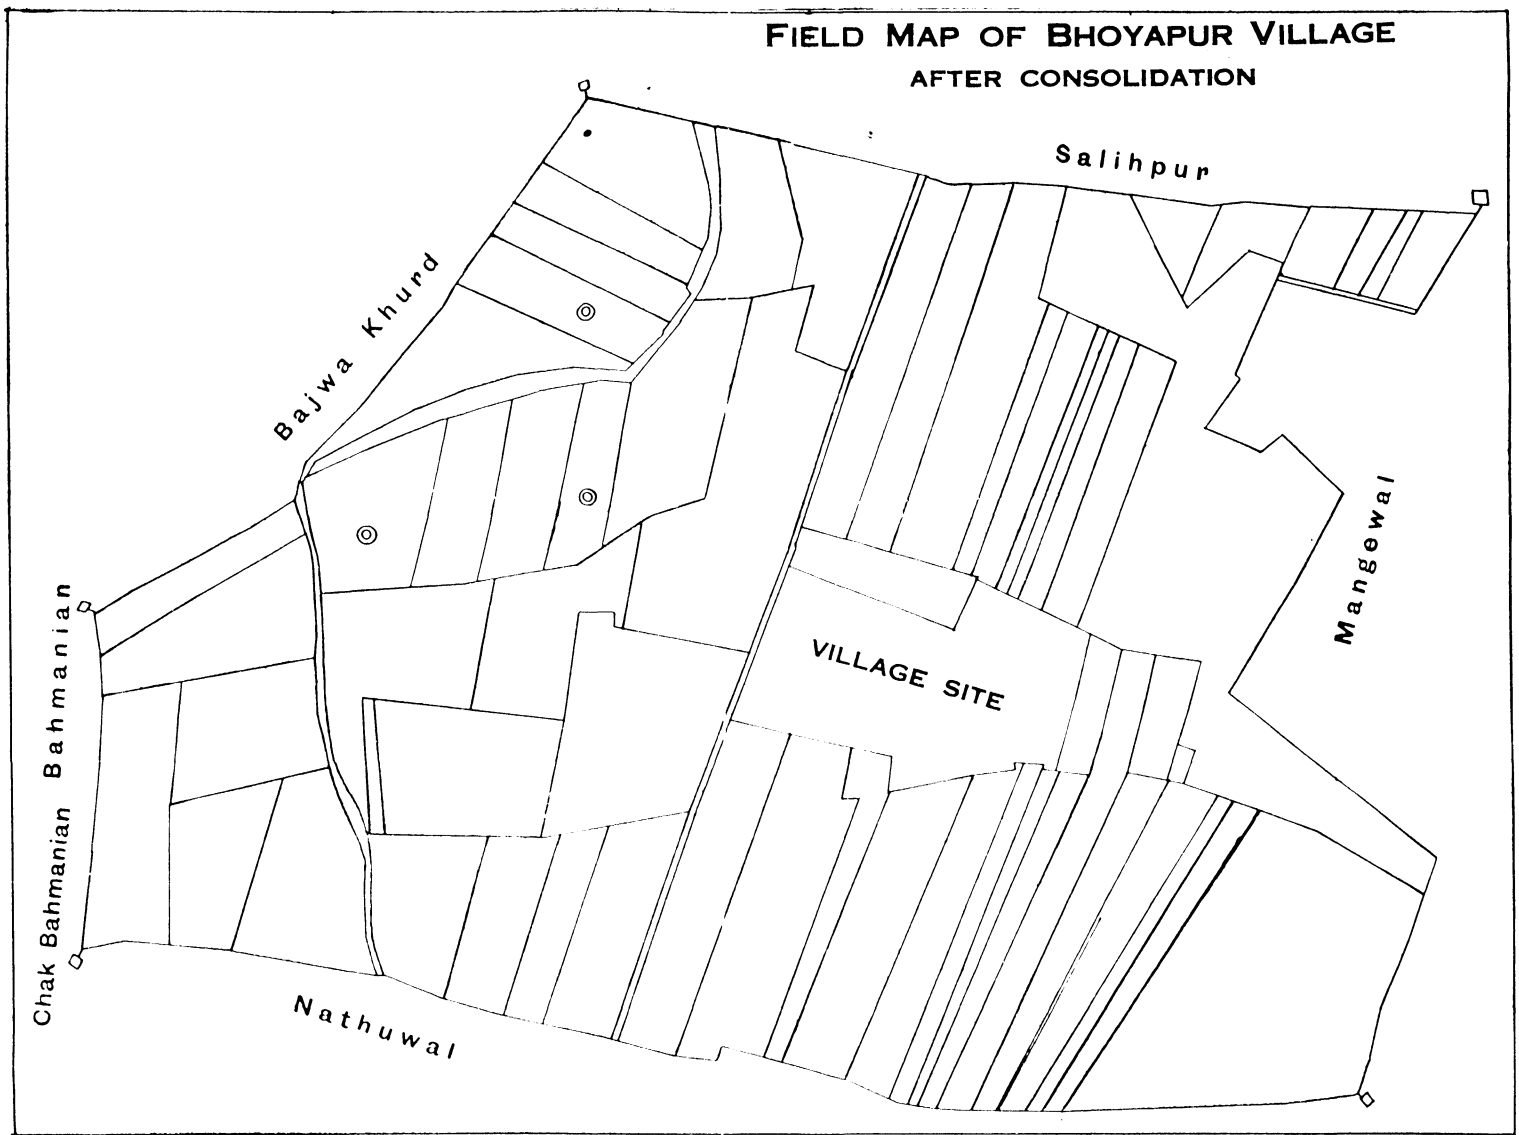 FIELD MAP OF BHOYAPUR VILLAGE
AFTER CONSOLIDATION
Salihpur
Bajwa Khurd
Mangewal
Chak Bahmanian Bahmanian
VILLAGE SITE
Nathuwal